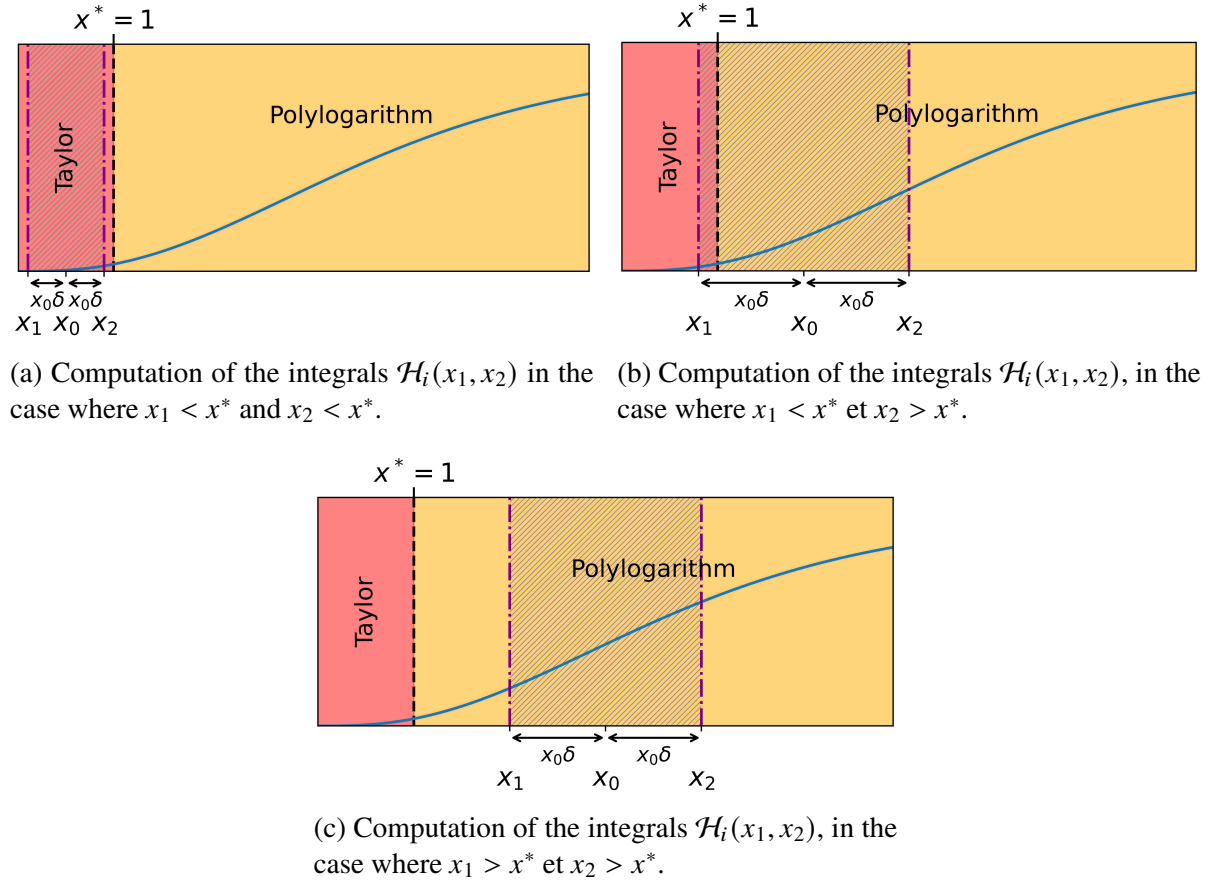 x* = 1
Polylogarithm
Taylor
x₀δ x₀δ
x₁ x₀ x₂
(a) Computation of the integrals ℋᵢ(x₁, x₂) in the
case where x₁ < x* and x₂ < x*.
x* = 1
Polylogarithm
Taylor
x₀δ x₀δ
x₁ x₀ x₂
(b) Computation of the integrals ℋᵢ(x₁, x₂), in the
case where x₁ < x* et x₂ > x*.
x* = 1
Polylogarithm
Taylor
x₀δ x₀δ
x₁ x₀ x₂
(c) Computation of the integrals ℋᵢ(x₁, x₂), in the
case where x₁ > x* et x₂ > x*.